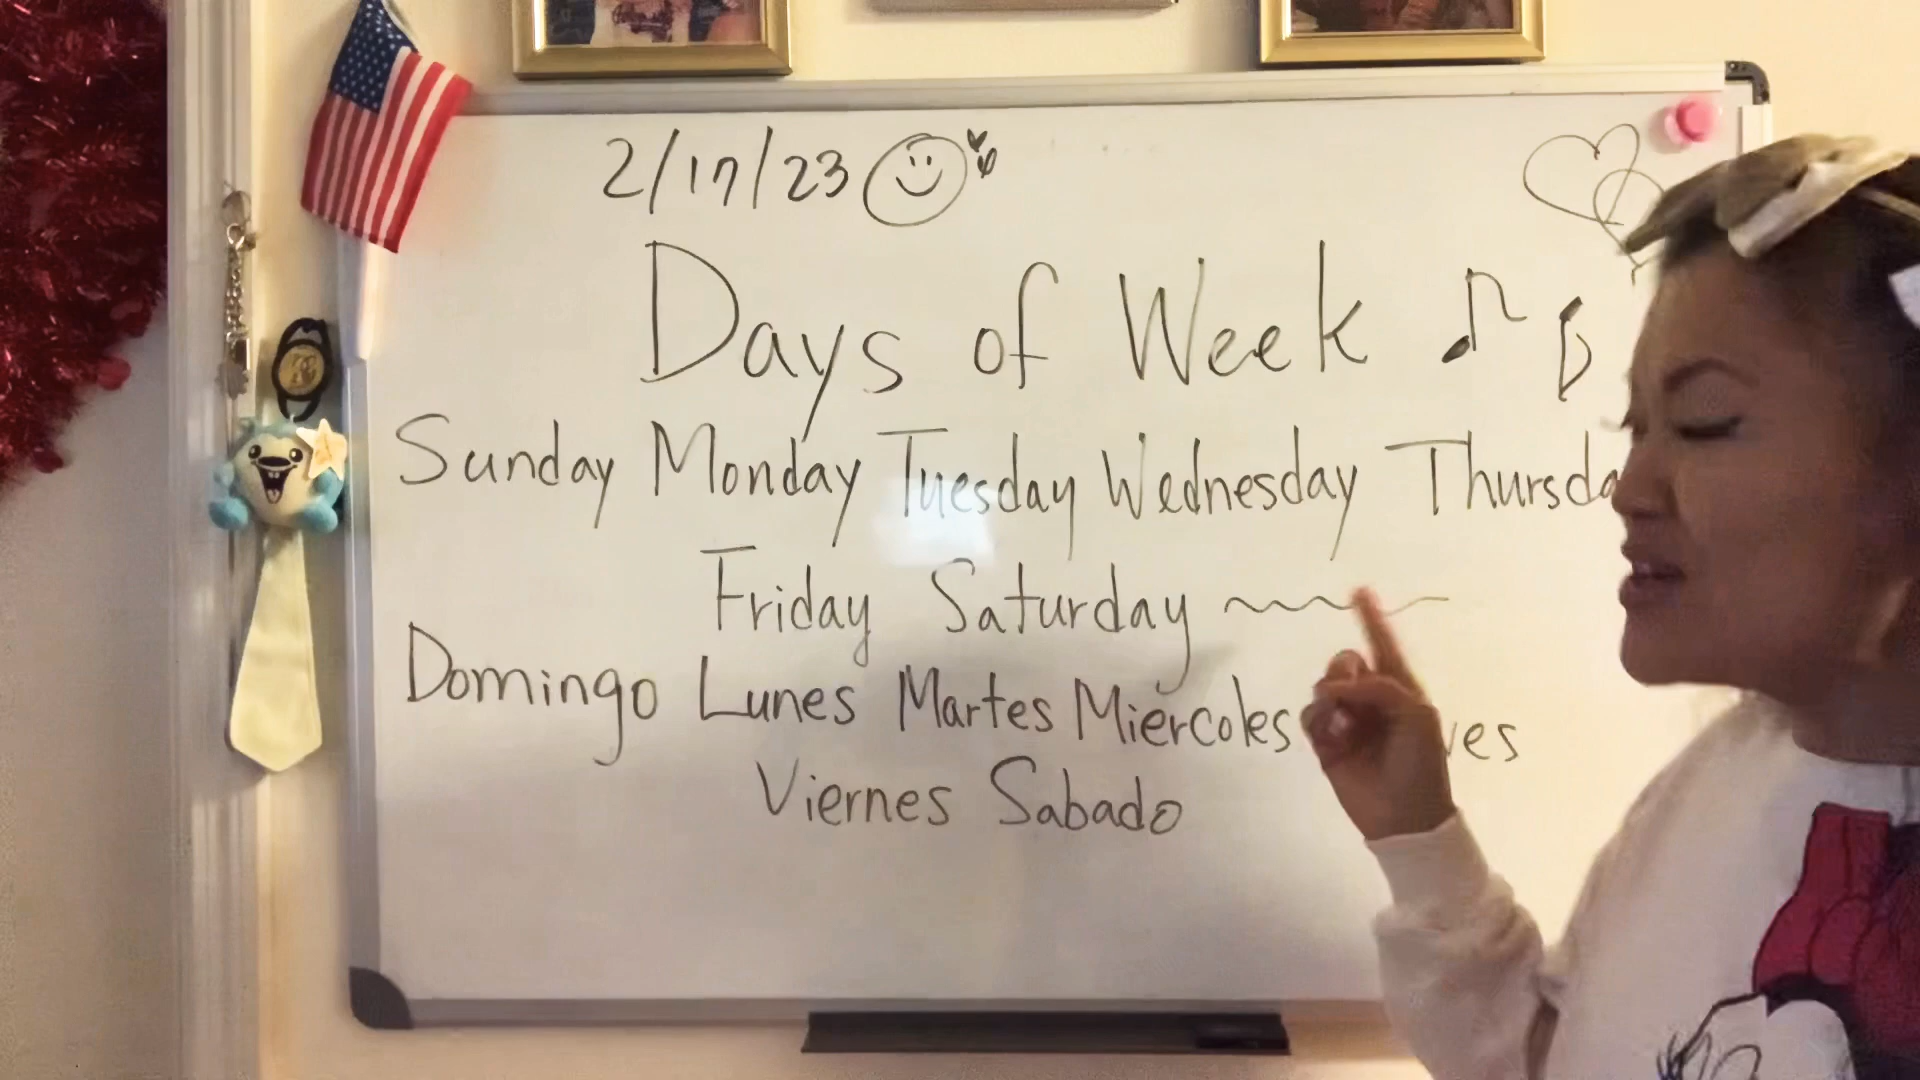 2/17/23
Days of Week
Sunday Monday Tuesday Wednesday Thursda
Friday Saturday
Domingo Lunes Martes Miercoles ves
Viernes Sabado